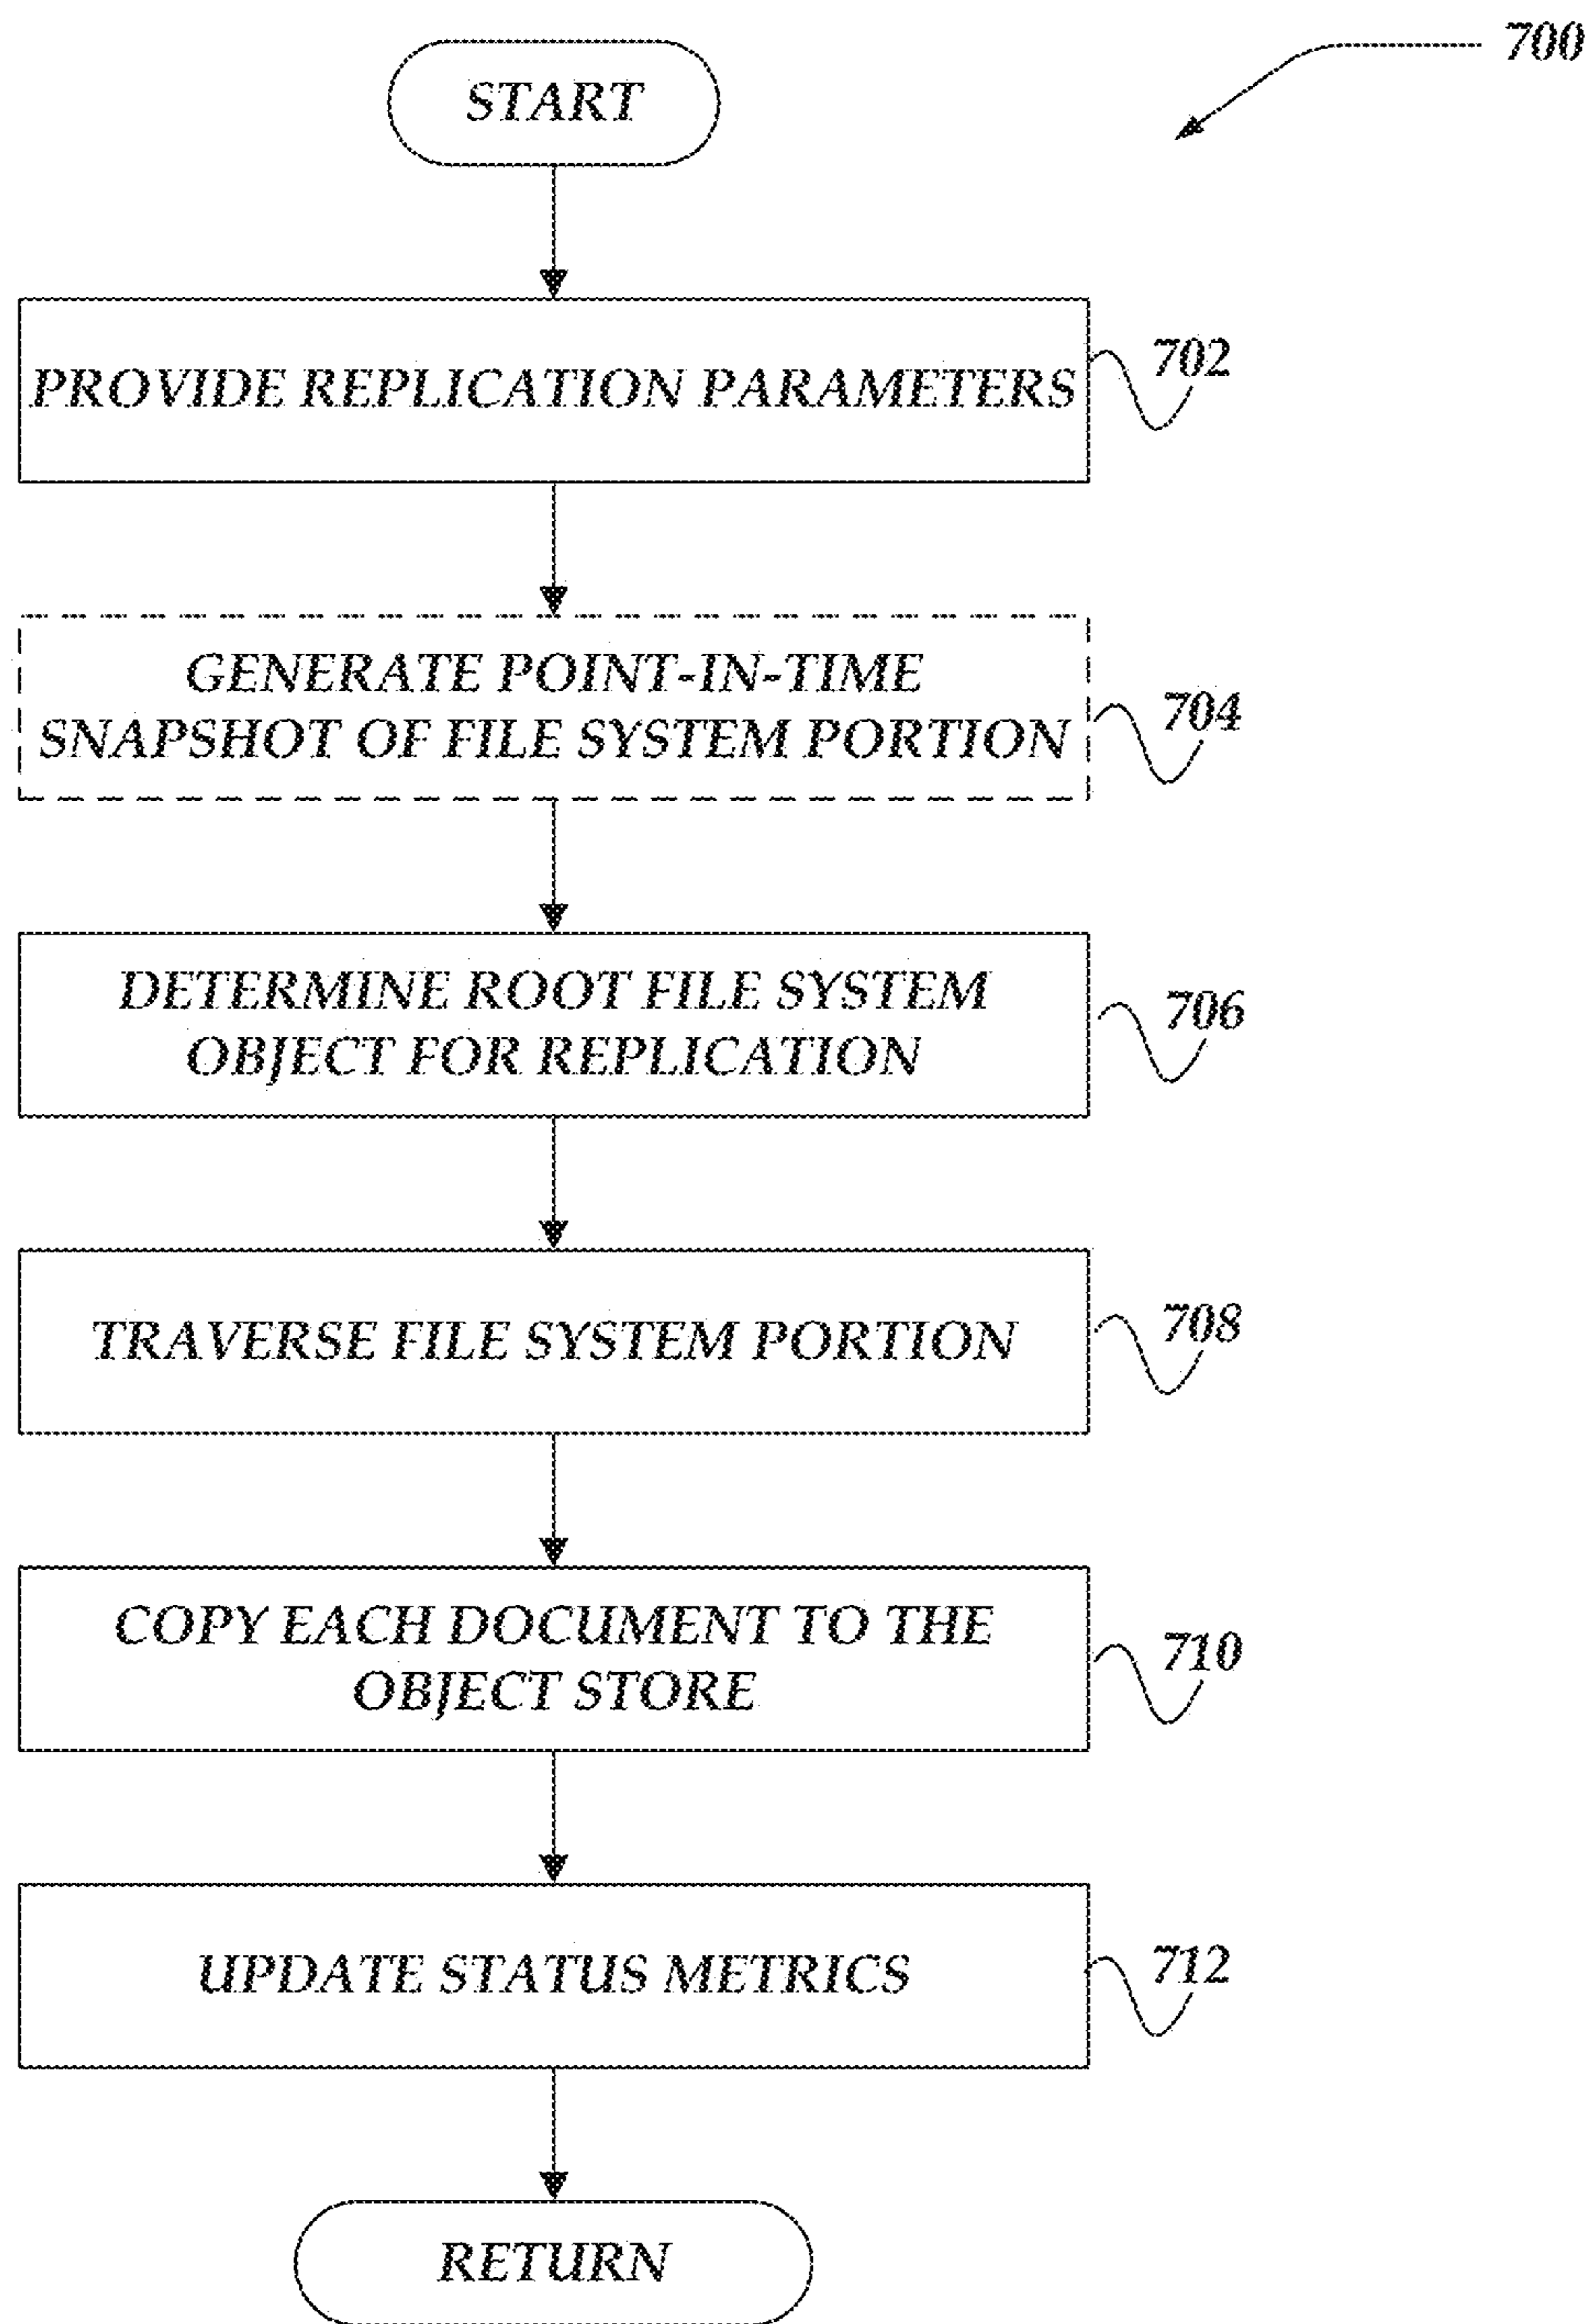 700
START
PROVIDE REPLICATION PARAMETERS
702
GENERATE POINT-IN-TIME
SNAPSHOT OF FILE SYSTEM PORTION
704
DETERMINE ROOT FILE SYSTEM
OBJECT FOR REPLICATION
706
TRAVERSE FILE SYSTEM PORTION
708
COPY EACH DOCUMENT TO THE
OBJECT STORE
710
UPDATE STATUS METRICS
712
RETURN